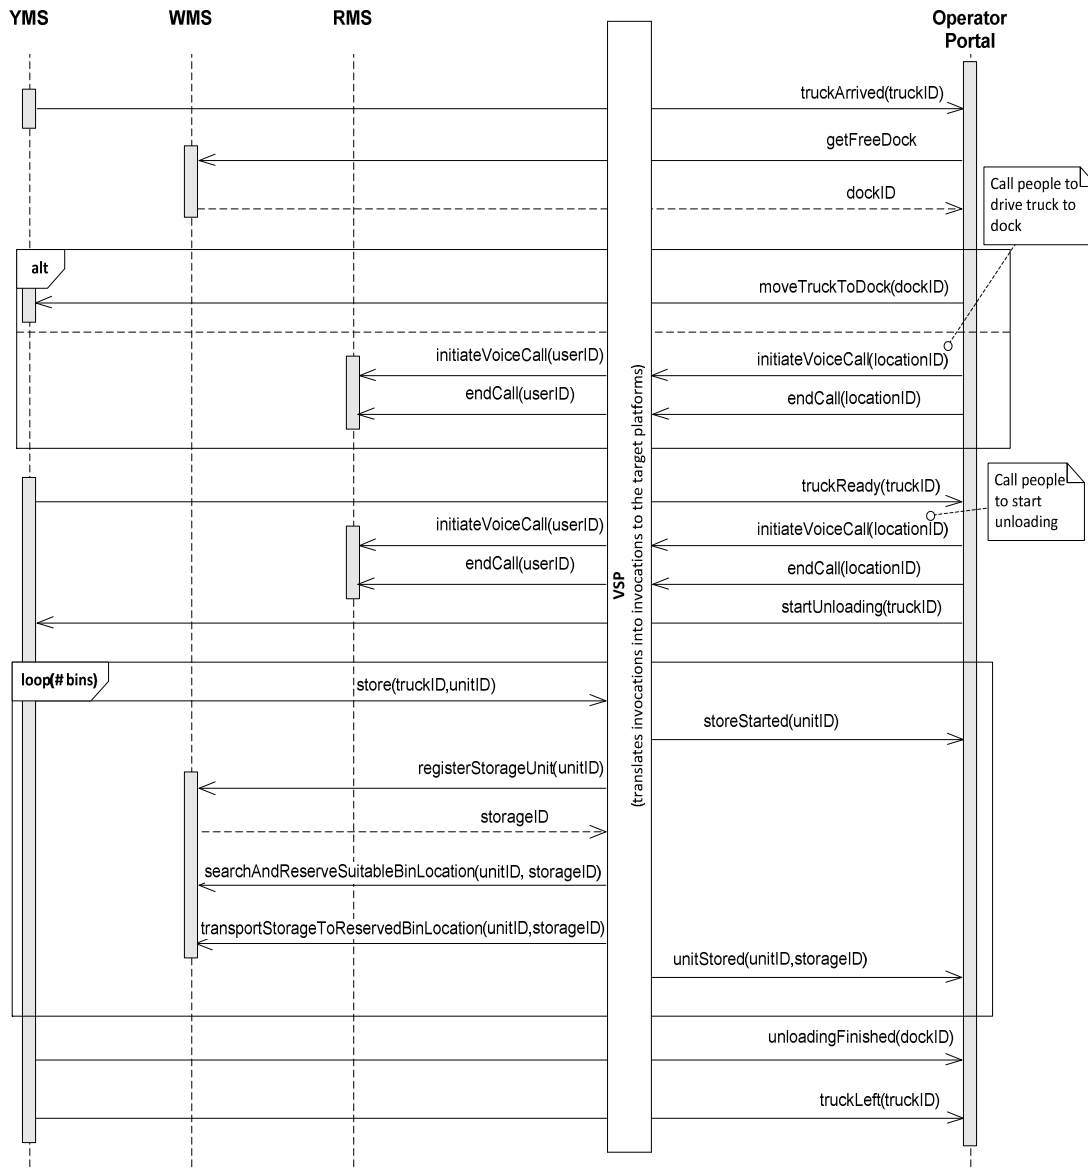 YMS
WMS
RMS
Operator
Portal
truckArrived(truckID)
getFreeDock
dockID
Call people to
drive truck to
dock
alt
moveTruckToDock(dockID)
initiateVoiceCall(userID)
initiateVoiceCall(locationID)
endCall(userID)
endCall(locationID)
truckReady(truckID)
Call people
to start
unloading
initiateVoiceCall(userID)
initiateVoiceCall(locationID)
endCall(userID)
endCall(locationID)
startUnloading(truckID)
VSP
(translates invocations into invocations to the target platforms)
loop(# bins)
store(truckID,unitID)
storeStarted(unitID)
registerStorageUnit(unitID)
storageID
searchAndReserveSuitableBinLocation(unitID, storageID)
transportStorageToReservedBinLocation(unitID,storageID)
unitStored(unitID,storageID)
unloadingFinished(dockID)
truckLeft(truckID)